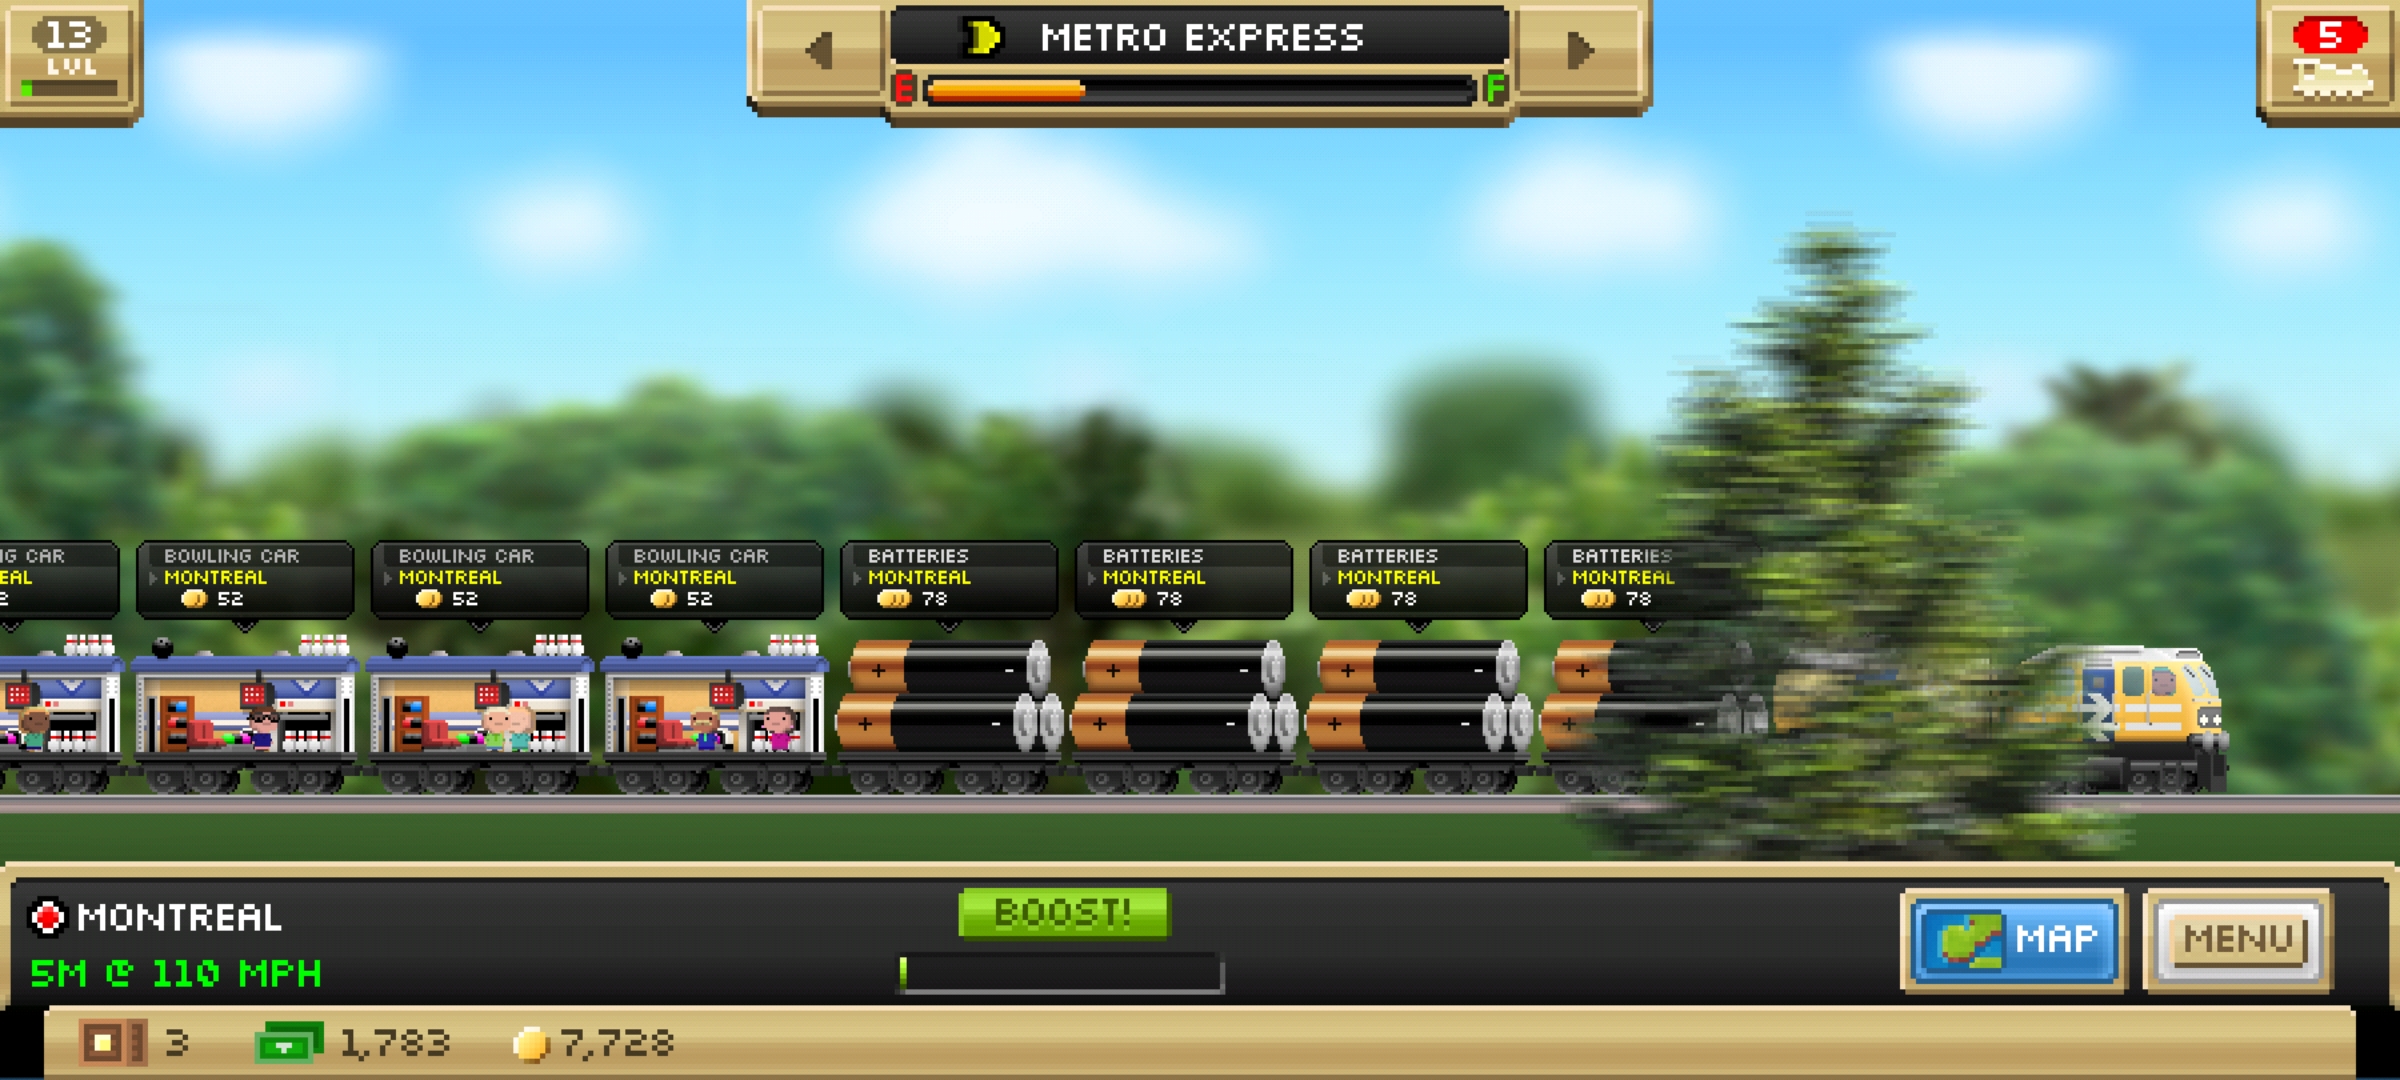 13
LVL
METRO EXPRESS
E F
5
G CAR
EAL
BOWLING CAR
MONTREAL
52
BOWLING CAR
MONTREAL
52
BOWLING CAR
MONTREAL
52
BATTERIES
MONTREAL
78
BATTERIES
MONTREAL
78
BATTERIES
MONTREAL
78
BATTERIES
MONTREAL
78
MONTREAL
5M @ 110 MPH
BOOST!
MAP
MENU
3
1,783
7,728